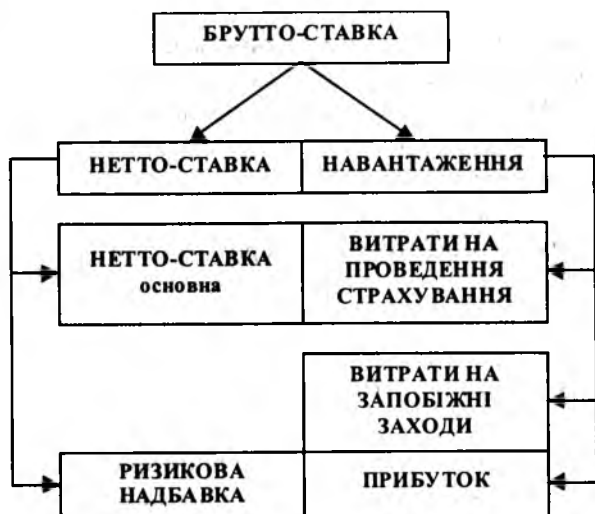 БРУТТО-СТАВКА
НЕТТО-СТАВКА
НАВАНТАЖЕННЯ
НЕТТО-СТАВКА
основна
ВИТРАТИ НА
ПРОВЕДЕННЯ
СТРАХУВАННЯ
ВИТРАТИ НА
ЗАПОБІЖНІ
ЗАХОДИ
РИЗИКОВА
НАДБАВКА
ПРИБУТОК